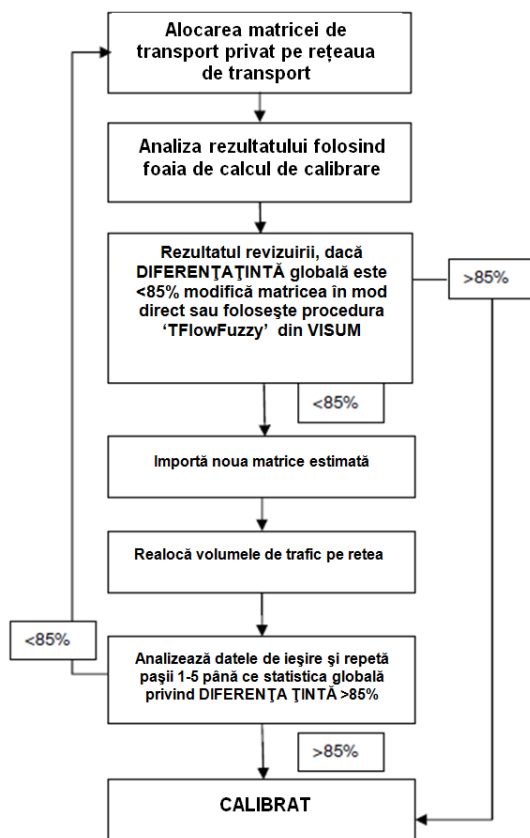 Alocarea matricei de
transport privat pe rețeaua
de transport
Analiza rezultatului folosind
foaia de calcul de calibrare
Rezultatul revizuirii, dacă
DIFERENŢAŢINTĂ globală este
<85% modifică matricea în mod
direct sau foloseşte procedura
‘TFlowFuzzy’ din VISUM
>85%
<85%
Importă noua matrice estimată
Realocă volumele de trafic pe retea
<85%
Analizează datele de ieşire şi repetă
paşii 1-5 până ce statistica globală
privind DIFERENŢA ŢINTĂ >85%
>85%
CALIBRAT